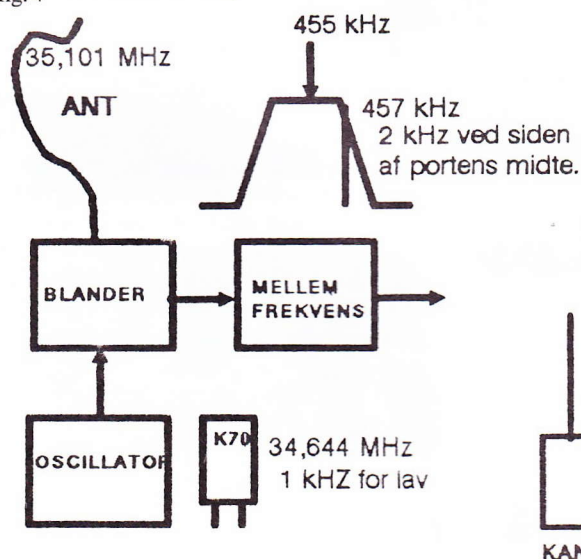 35,101 MHz
ANT
455 kHz
457 kHz
2 kHz ved siden
af portens midte.
BLANDER
MELLEM
FREKVENS
OSCILLATOR
K70
34,644 MHz
1 kHZ for lav